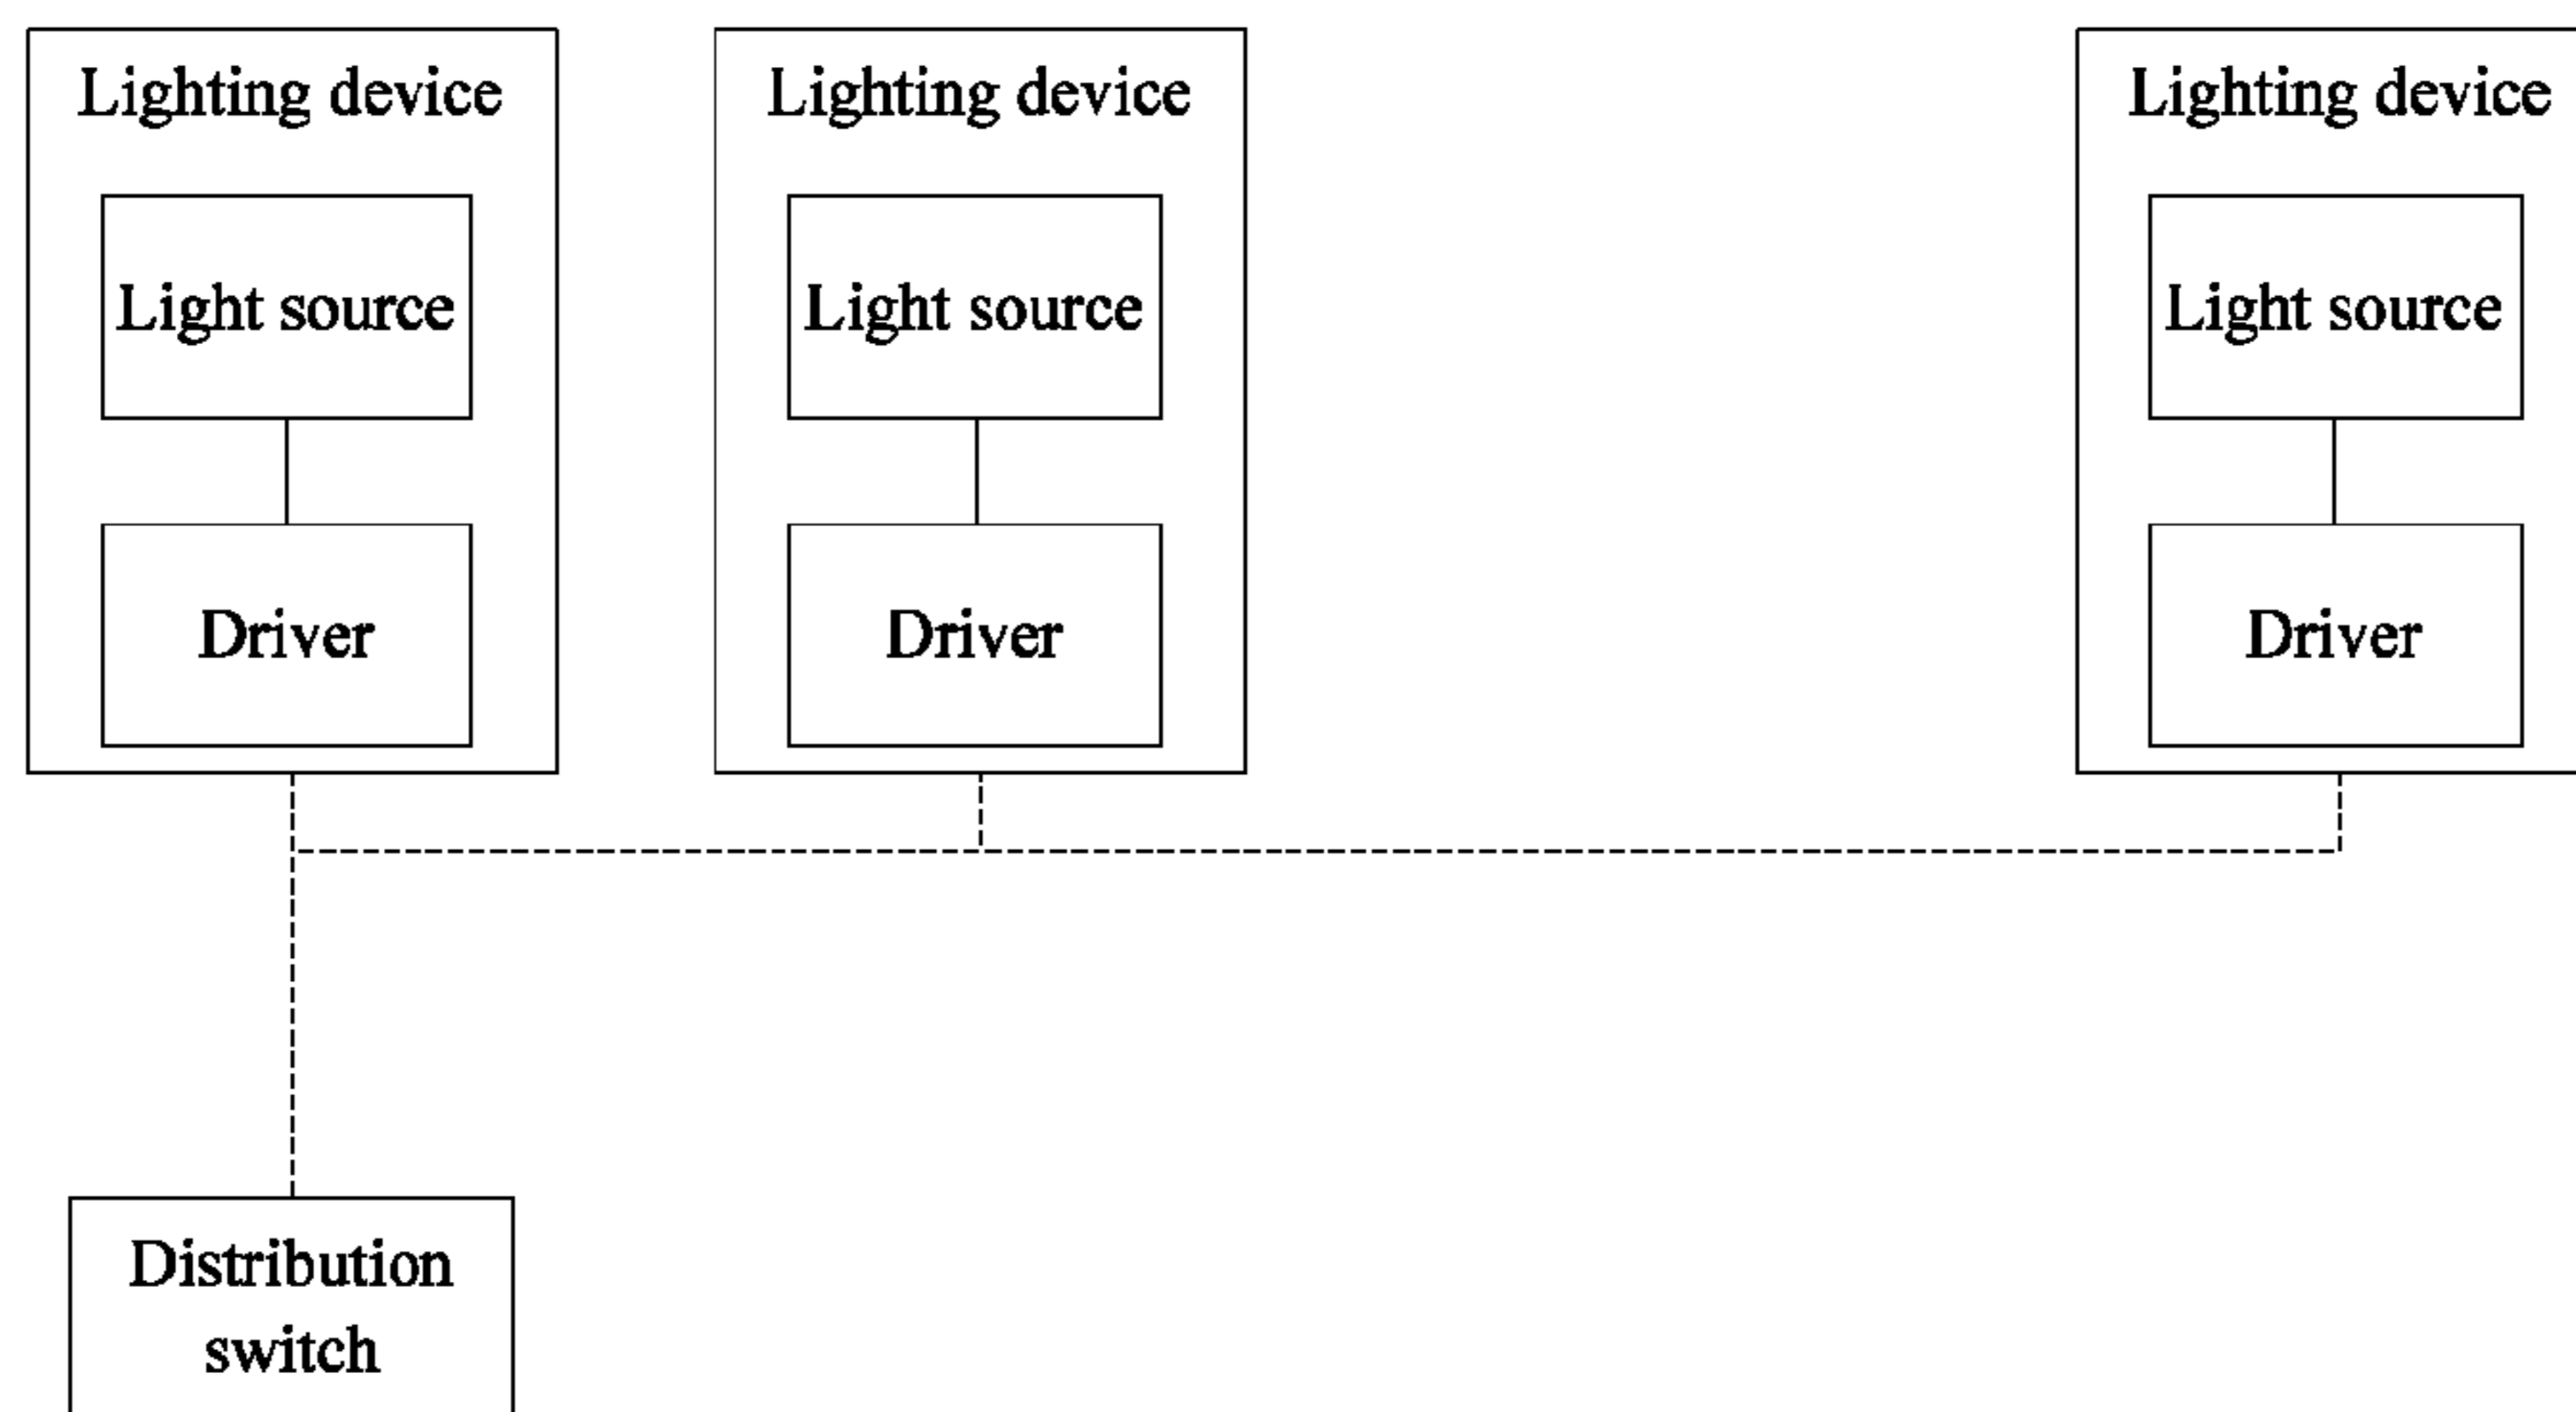 Lighting device
Light source
Driver
Lighting device
Light source
Driver
Lighting device
Light source
Driver
Distribution
switch